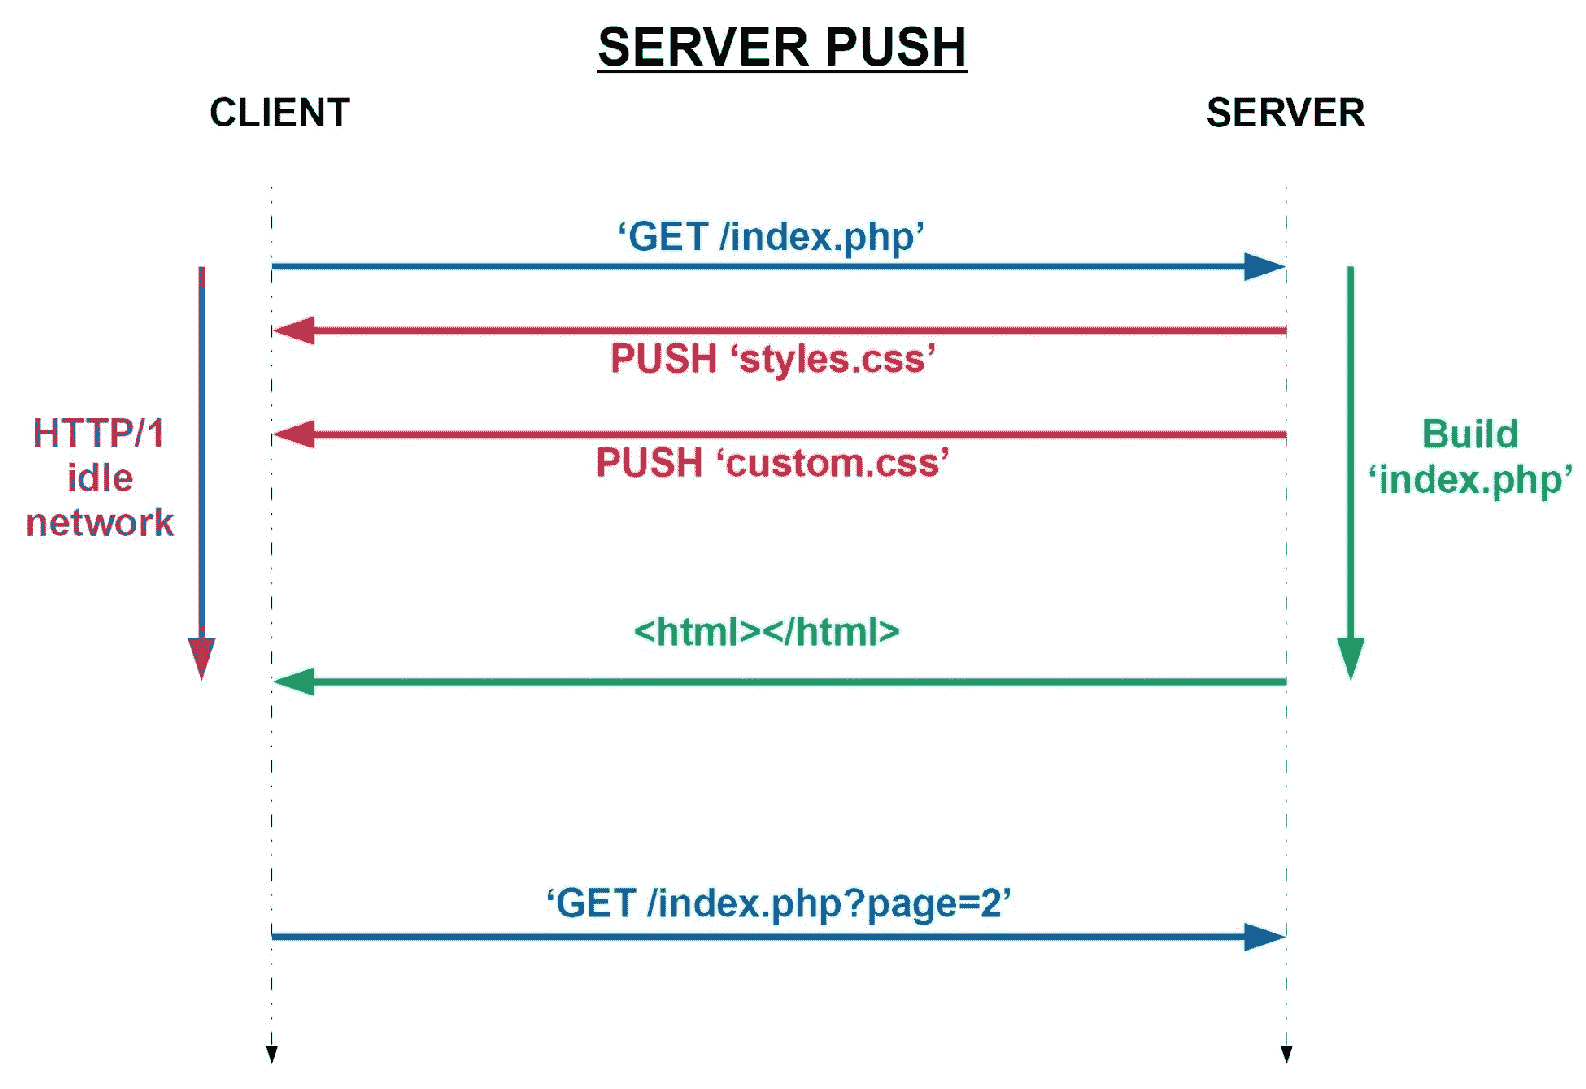 SERVER PUSH
CLIENT
SERVER
‘GET /index.php’
PUSH ‘styles.css’
HTTP/1
idle
network
PUSH ‘custom.css’
Build
‘index.php’
<html></html>
‘GET /index.php?page=2’